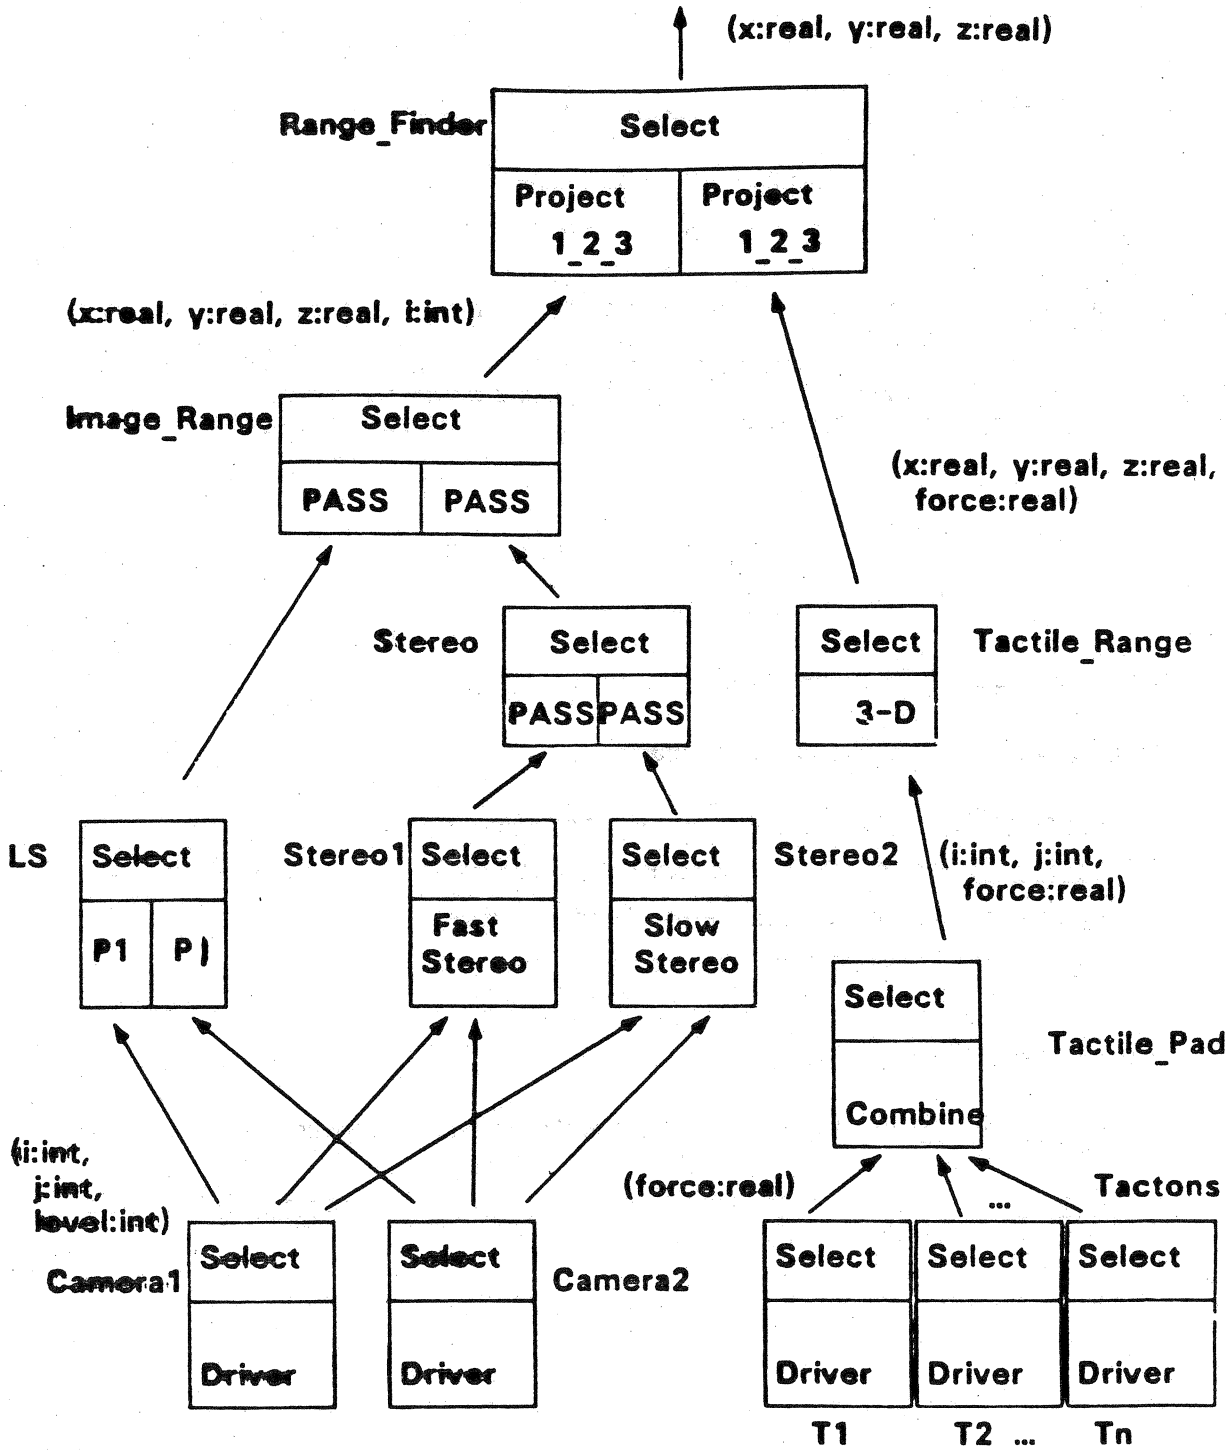 (x:real, y:real, z:real)
Range_Finder
Select
Project
1_2_3
Project
1_2_3
(x:real, y:real, z:real, i:int)
Image_Range
Select
PASS
PASS
(x:real, y:real, z:real,
force:real)
Stereo
Select
PASS
PASS
Select
Tactile_Range
3-D
LS
Select
P1
Stereo1
Select
Fast
Stereo
Select
Stereo2
Slow
Stereo
(i:int, j:int,
force:real)
Select
Tactile_Pad
Combine
(i:int,
j:int,
level:int)
(force:real)
...
Tactons
Camera1
Select
Driver
Select
Camera2
Driver
Select
Driver
Select
Driver
Select
Driver
T1
T2 ...
Tn